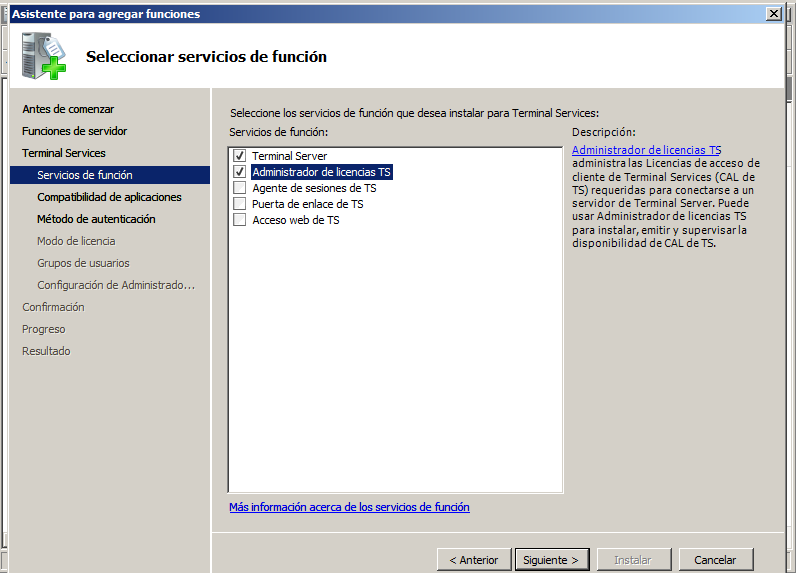 Asistente para agregar funciones
Seleccionar servicios de función
Antes de comenzar
Funciones de servidor
Terminal Services
Servicios de función
Compatibilidad de aplicaciones
Método de autenticación
Modo de licencia
Grupos de usuarios
Configuración de Administrado...
Confirmación
Progreso
Resultado
Seleccione los servicios de función que desea instalar para Terminal Services:
Servicios de función:
Terminal Server
Administrador de licencias TS
Agente de sesiones de TS
Puerta de enlace de TS
Acceso web de TS
Descripción:
Administrador de licencias TS
administra las Licencias de acceso de
cliente de Terminal Services (CAL de
TS) requeridas para conectarse a un
servidor de Terminal Server. Puede
usar Administrador de licencias TS
para instalar, emitir y supervisar la
disponibilidad de CAL de TS.
Más información acerca de los servicios de función
< Anterior
Siguiente >
Instalar
Cancelar